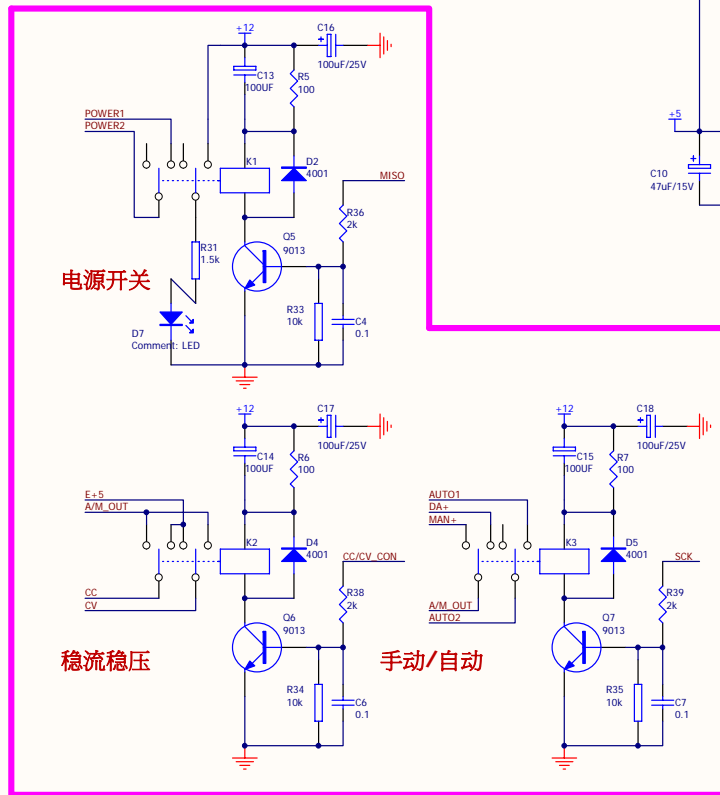 +12
C16
100uF/25V
C13
100UF
R5
100
POWER1
POWER2
K1
D2
4001
MISO
R36
2k
Q5
9013
R31
1.5k
电源开关
R33
10k
C4
0.1
D7
Comment: LED
+5
C10
47uF/15V
+12
C17
100uF/25V
C14
100UF
R6
100
E+5
A/M_OUT
K2
D4
4001
CC/CV_CON
CC
CV
R38
2k
Q6
9013
稳流稳压
R34
10k
C6
0.1
+12
C18
100uF/25V
C15
100UF
R7
100
AUTO1
DA+
MAN+
K3
D5
4001
SCK
A/M_OUT
AUTO2
R39
2k
Q7
9013
手动/自动
R35
10k
C7
0.1